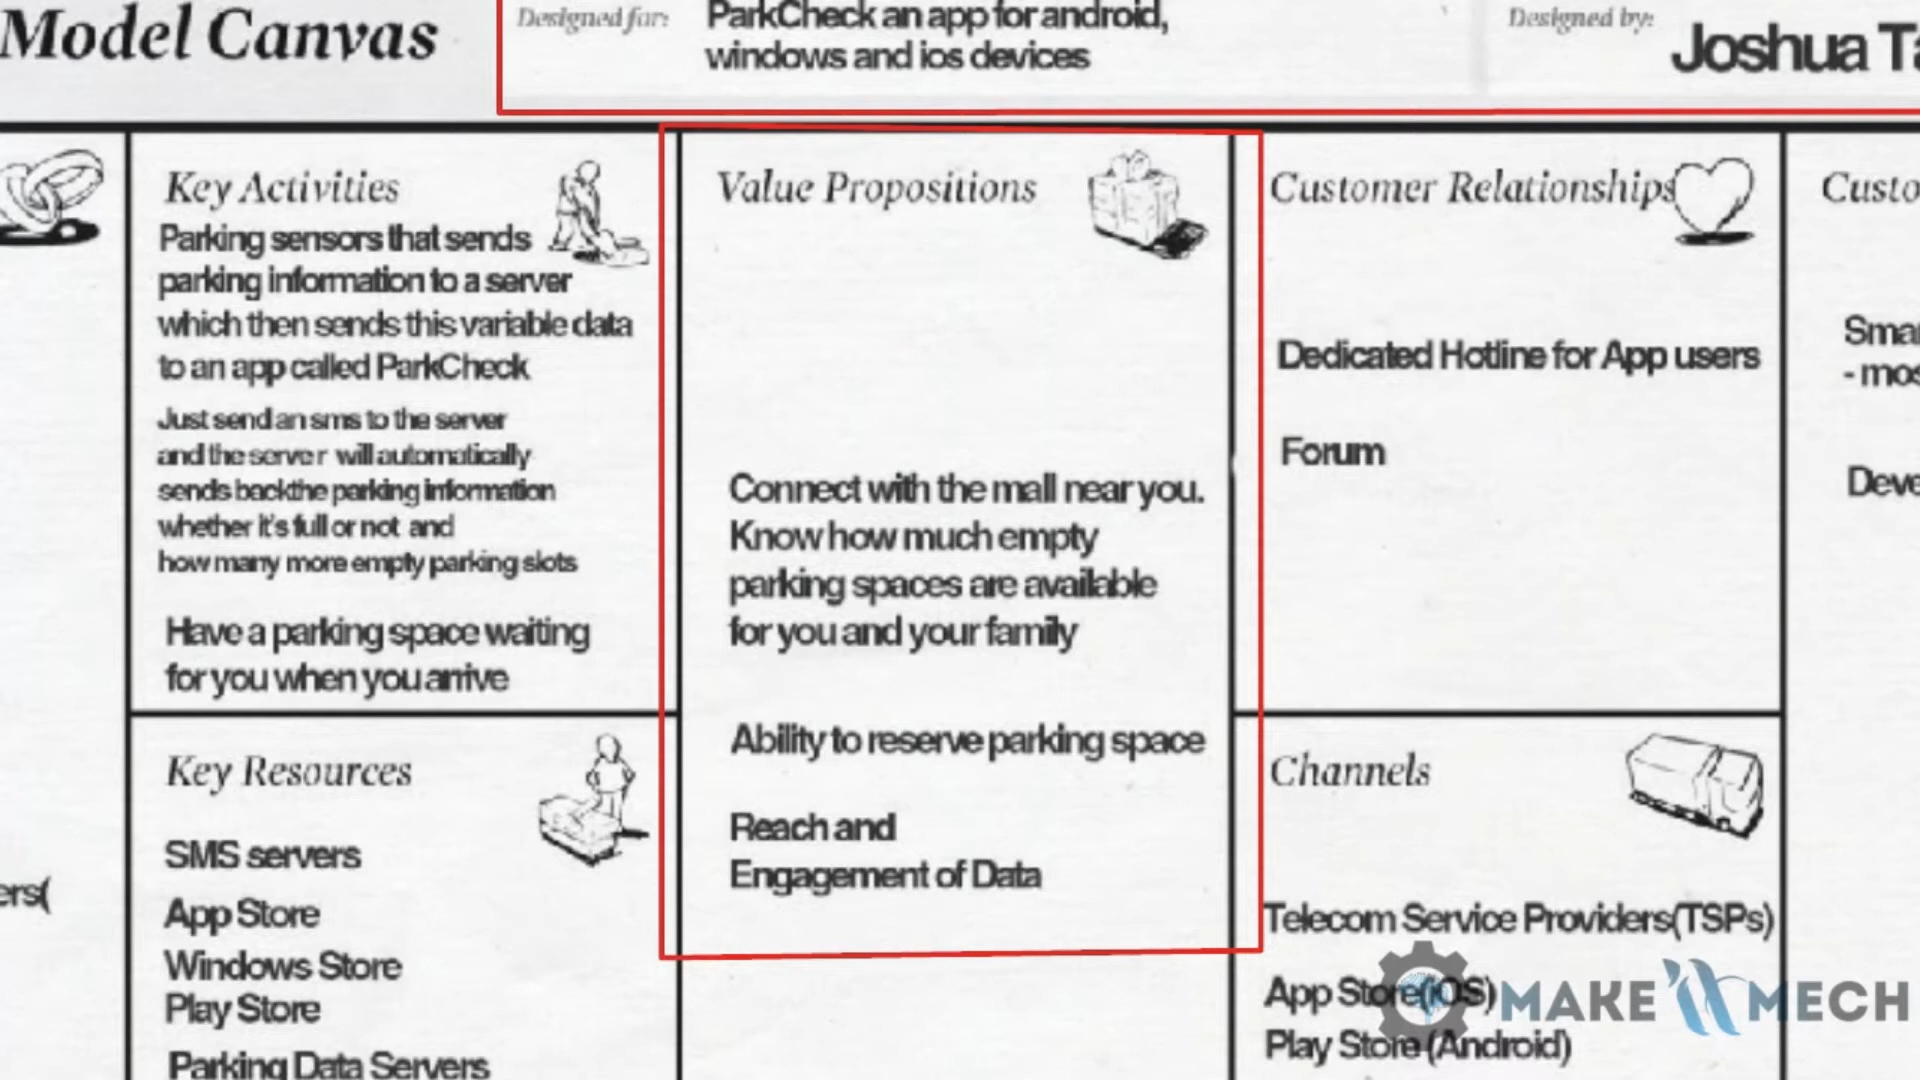 Model Canvas
Designed for:
ParkCheck an app for android,
windows and ios devices
Designed by:
Joshua
Key Activities
Parking sensors that sends
parking information to a server
which then sends this variable data
to an app called ParkCheck
Just send an sms to the server
and the server will automatically
sends back the parking information
whether it's full or not and
how many more empty parking slots
Have a parking space waiting
for you when you arrive
Key Resources
SMS servers
App Store
Windows Store
Play Store
Parking Data Servers
Value Propositions
Connect with the mall near you.
Know how much empty
parking spaces are available
for you and your family
Ability to reserve parking space
Reach and
Engagement of Data
Customer Relationships
Dedicated Hotline for App users
Forum
Channels
Telecom Service Providers(TSPs)
App Store(iOS)
Play Store (Android)
MAKE MECH